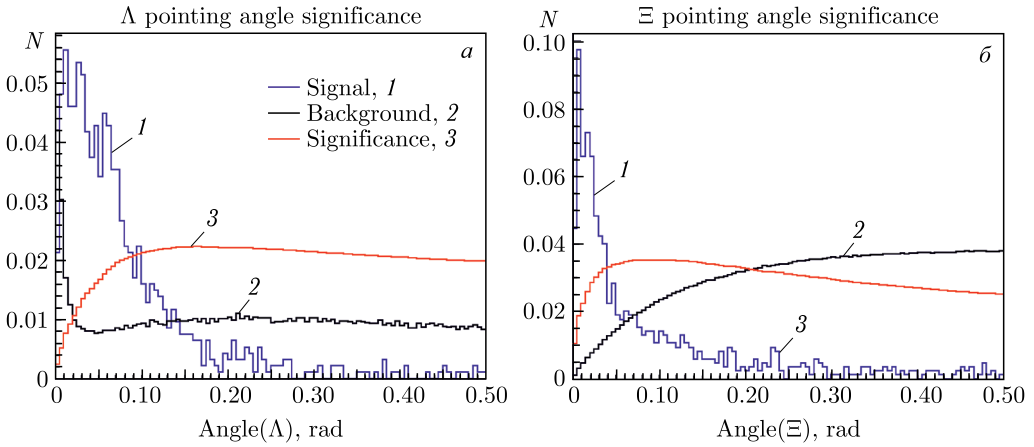 Λ pointing angle significance
N
a
0.05
0.04
0.03
0.02
0.01
0
1
Signal, 1
Background, 2
Significance, 3
3
2
0 0.10 0.20 0.30 0.40 0.50
Angle(Λ), rad
Ξ pointing angle significance
N
б
0.10
0.08
0.06
0.04
0.02
0
1
2
3
0 0.10 0.20 0.30 0.40 0.50
Angle(Ξ), rad